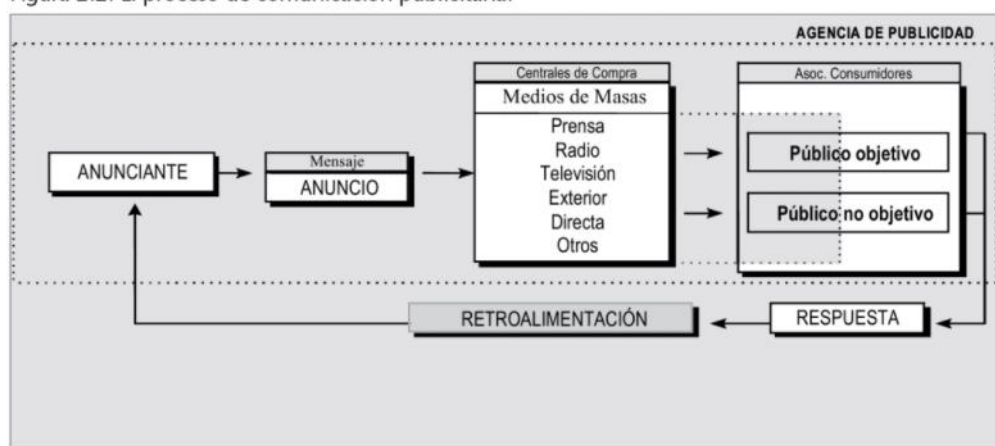 AGENCIA DE PUBLICIDAD
ANUNCIANTE
Mensaje
ANUNCIO
Centrales de Compra
Medios de Masas
Prensa
Radio
Televisión
Exterior
Directa
Otros
Asoc. Consumidores
Público objetivo
Público no objetivo
RETROALIMENTACIÓN
RESPUESTA